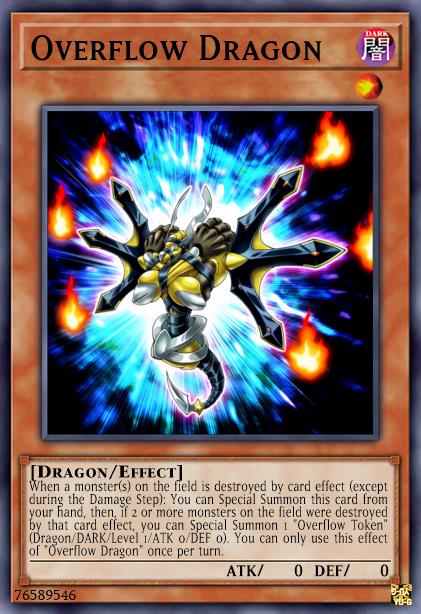 OVERFLOW DRAGON
DARK
闇
[DRAGON/EFFECT]
When a monster(s) on the field is destroyed by card effect (except
during the Damage Step): You can Special Summon this card from
your hand, then, if 2 or more monsters on the field were destroyed
by that card effect, you can Special Summon 1 "Overflow Token"
(Dragon/DARK/Level 1/ATK 0/DEF 0). You can only use this effect
of "Overflow Dragon" once per turn.
ATK/ 0 DEF/ 0
76589546